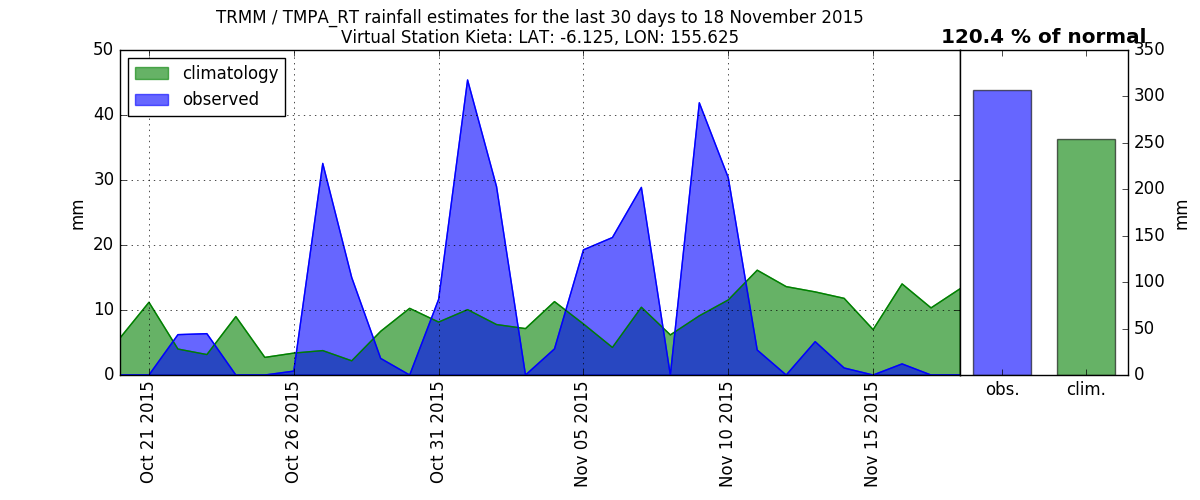 TRMM / TMPA_RT rainfall estimates for the last 30 days to 18 November 2015
Virtual Station Kieta: LAT: -6.125, LON: 155.625
120.4 % of normal
climatology
observed
50
40
30
20
10
0
mm
Oct 21 2015
Oct 26 2015
Oct 31 2015
Nov 05 2015
Nov 10 2015
Nov 15 2015
350
300
250
200
150
100
50
0
mm
obs.
clim.